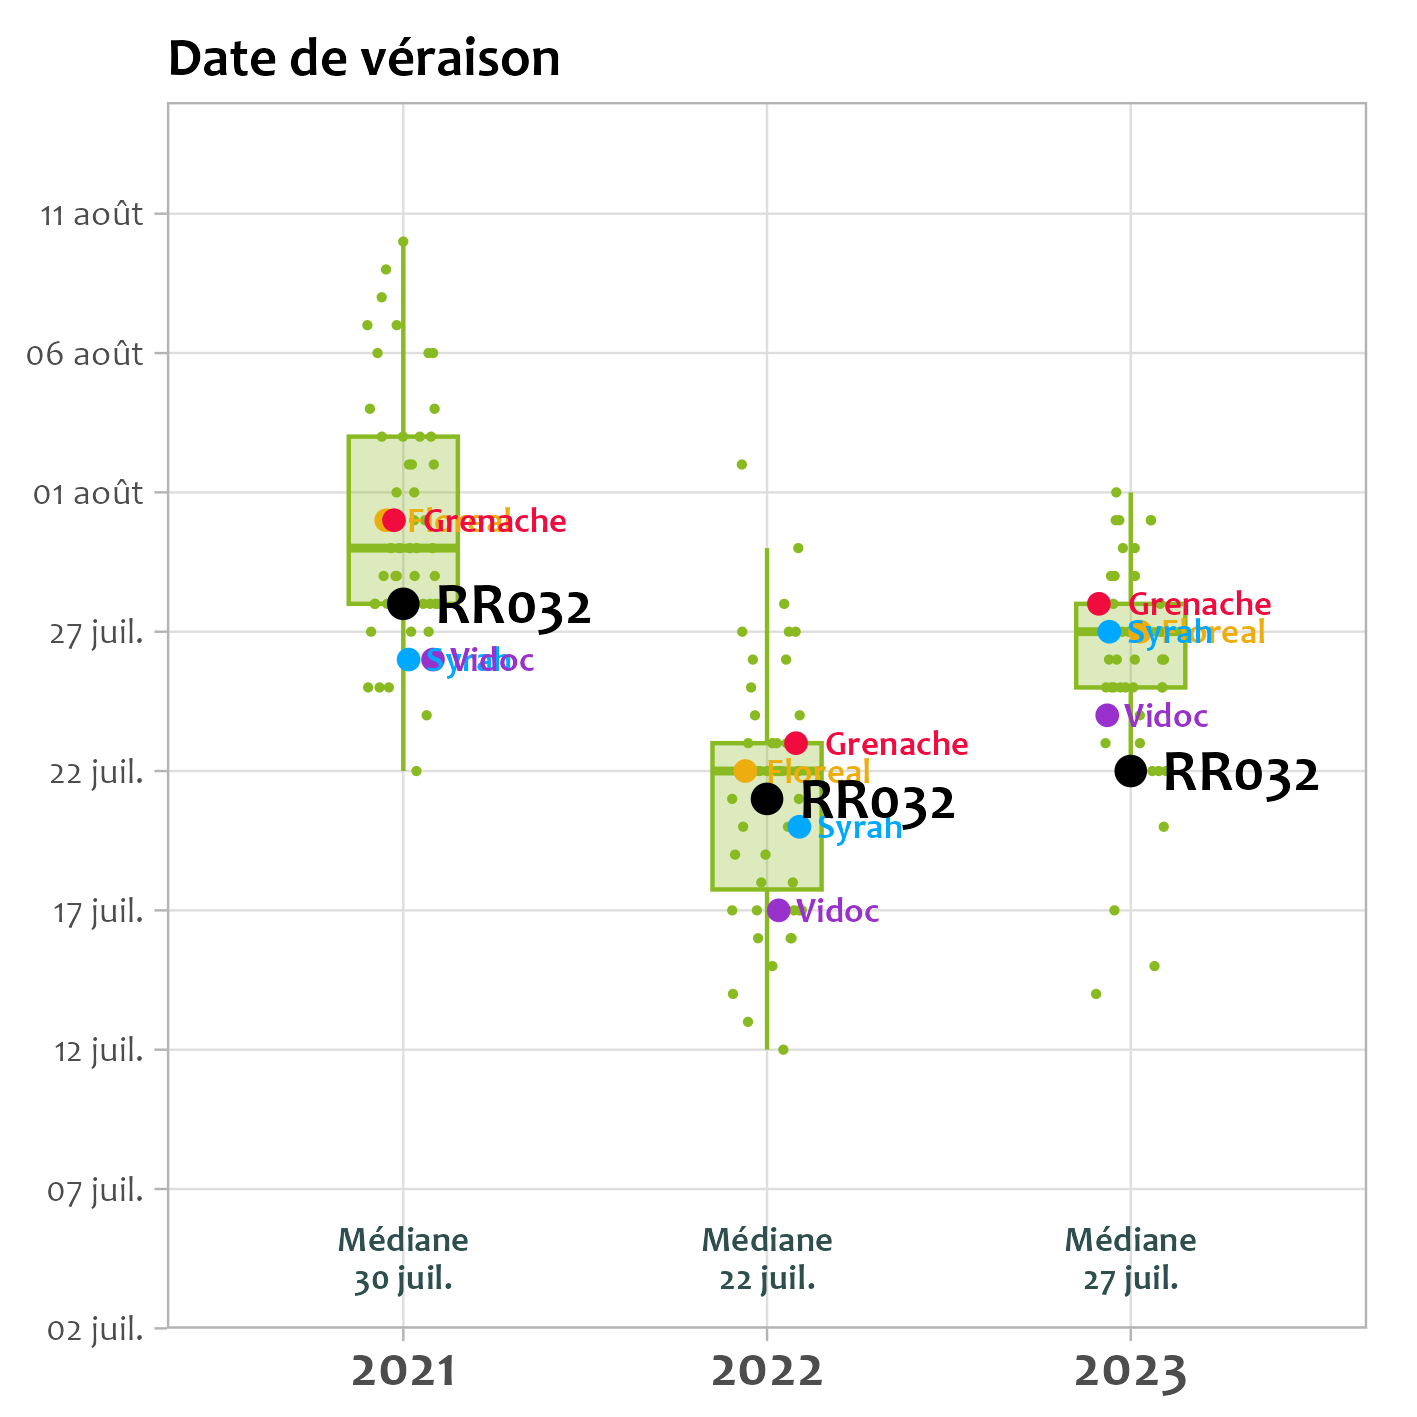 Date de véraison
11 août
06 août
01 août
27 juil.
22 juil.
17 juil.
12 juil.
07 juil.
02 juil.
Floreal
Grenache
RR032
Syrah
Vidoc
Grenache
Floreal
RR032
Syrah
Vidoc
Grenache
Syrah
Floreal
Vidoc
RR032
Médiane
30 juil.
Médiane
22 juil.
Médiane
27 juil.
2021
2022
2023